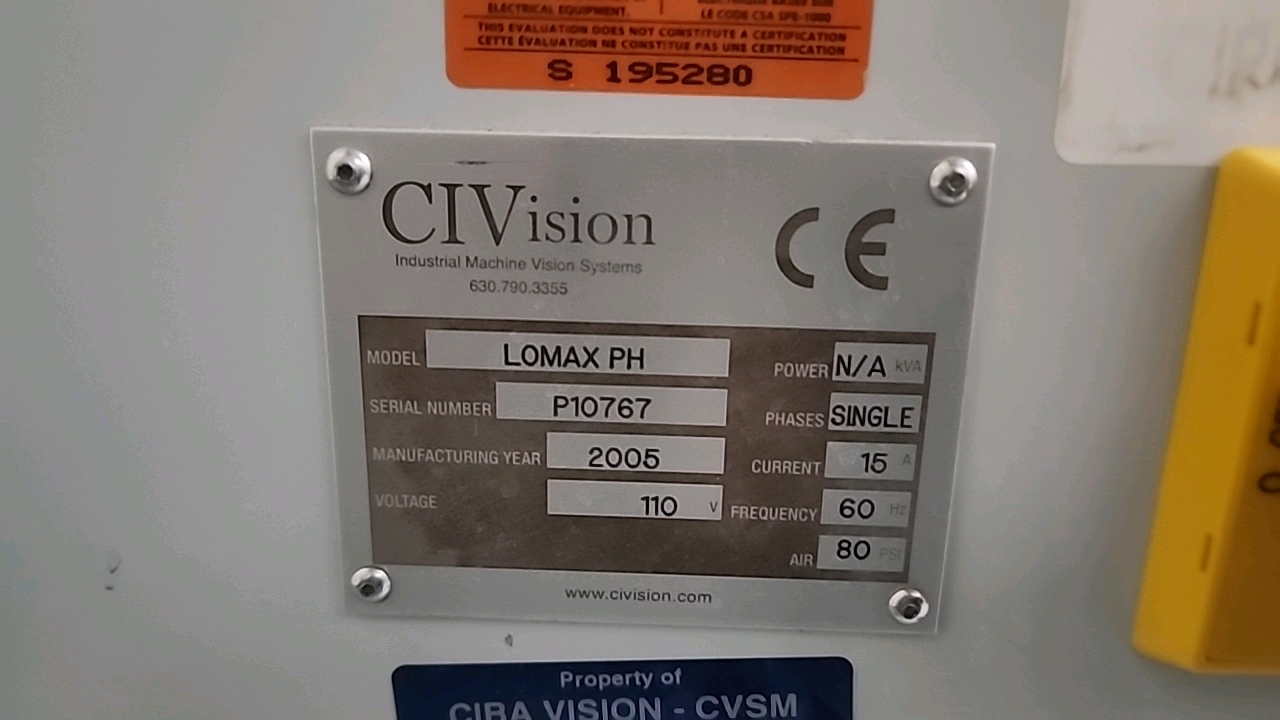 ELECTRICAL EQUIPMENT.
LE CODE CSA SPE-1000
THIS EVALUATION DOES NOT CONSTITUTE A CERTIFICATION
CETTE ÉVALUATION NE CONSTITUE PAS UNE CERTIFICATION
S 195280
CIVision
Industrial Machine Vision Systems
630.790.3355
CE
MODEL LOMAX PH
SERIAL NUMBER P10767
MANUFACTURING YEAR 2005
VOLTAGE 110 V
POWER N/A kVA
PHASES SINGLE
CURRENT 15 A
FREQUENCY 60 Hz
AIR 80 PSI
www.civision.com
Property of
CIBA VISION - CVSM